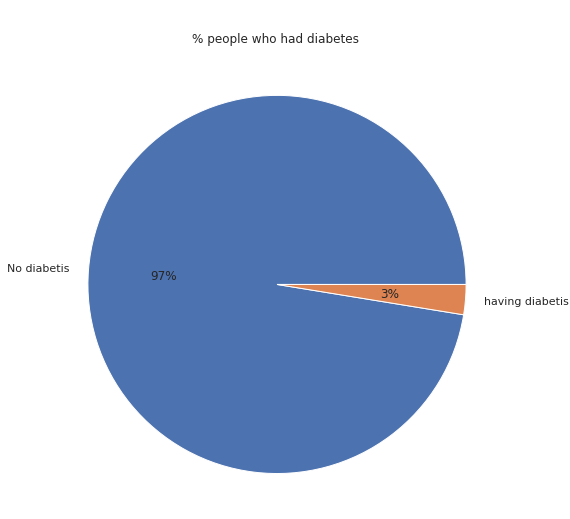 % people who had diabetes
No diabetis
97%
3%
having diabetis